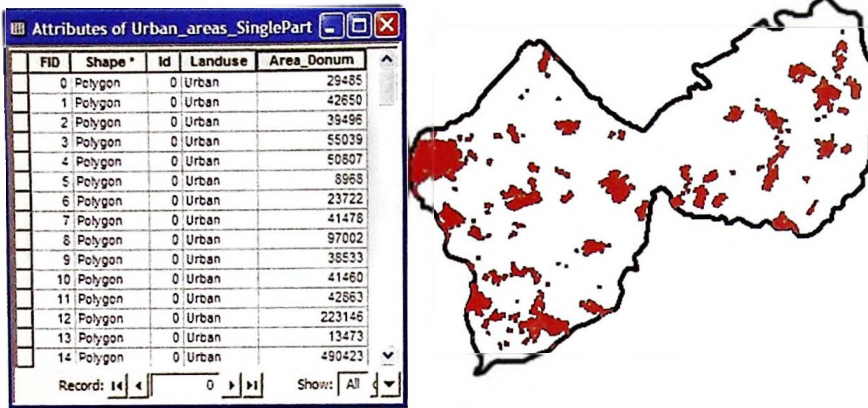 Attributes of Urban_areas_SinglePart
FID Shape * Id Landuse Area_Donum
0 Polygon 0 Urban 29485
1 Polygon 0 Urban 42650
2 Polygon 0 Urban 39496
3 Polygon 0 Urban 55039
4 Polygon 0 Urban 50807
5 Polygon 0 Urban 8968
6 Polygon 0 Urban 23722
7 Polygon 0 Urban 41478
8 Polygon 0 Urban 97002
9 Polygon 0 Urban 38533
10 Polygon 0 Urban 41460
11 Polygon 0 Urban 42863
12 Polygon 0 Urban 223146
13 Polygon 0 Urban 13473
14 Polygon 0 Urban 490423
Record: 0 Show: All